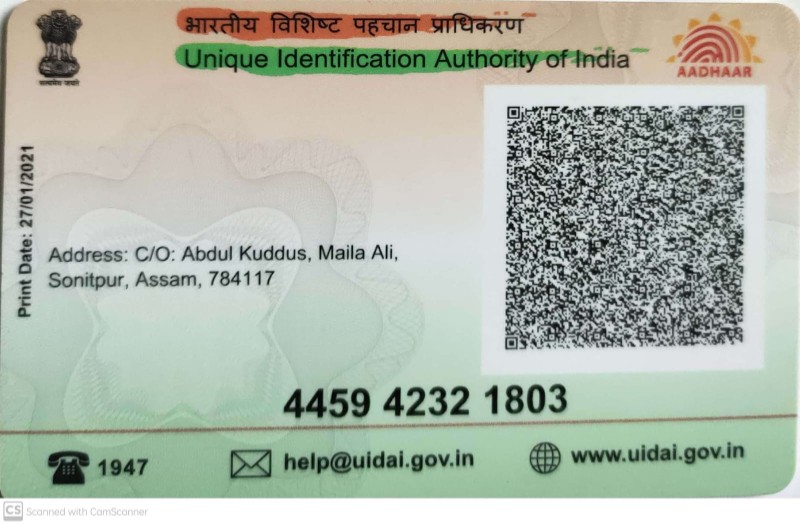 भारतीय विशिष्ट पहचान प्राधिकरण
Unique Identification Authority of India
सत्यमेव जयते
AADHAAR
Print Date: 27/01/2021
Address: C/O: Abdul Kuddus, Maila Ali,
Sonitpur, Assam, 784117
4459 4232 1803
1947
help@uidai.gov.in
www.uidai.gov.in
CS Scanned with CamScanner